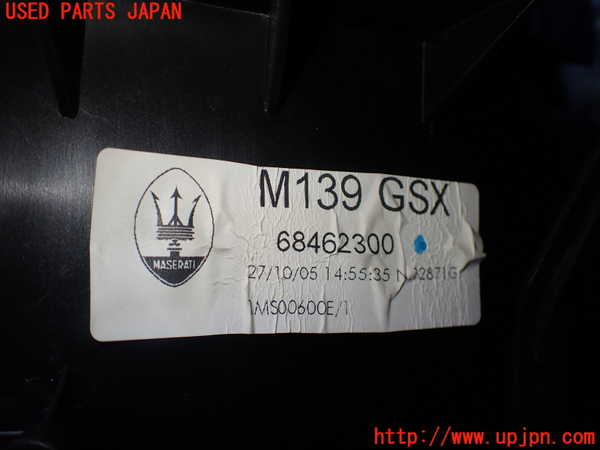 USED PARTS JAPAN
M139 GSX
MASERATI
68462300
27/10/05 14:55:35
1MS00600E/1
http://www.upjpn.com/